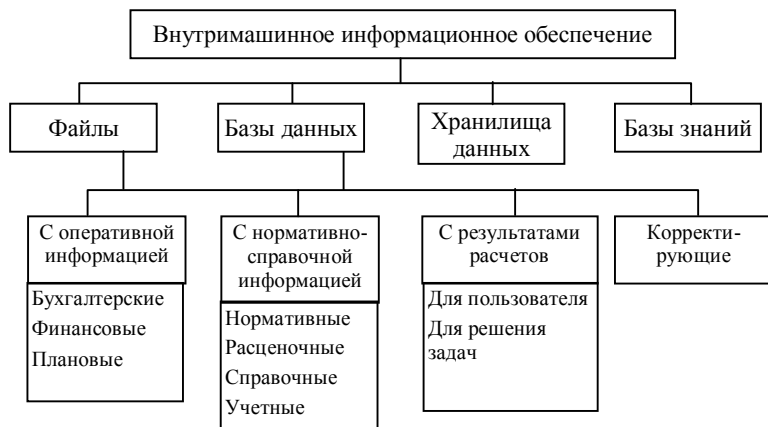 Внутримашинное информационное обеспечение
Файлы
Базы данных
Хранилища
данных
Базы знаний
С оперативной
информацией
Бухгалтерские
Финансовые
Плановые
С нормативно-
справочной
информацией
Нормативные
Расценочные
Справочные
Учетные
С результатами
расчетов
Для пользователя
Для решения
задач
Коррeкти-
рующие